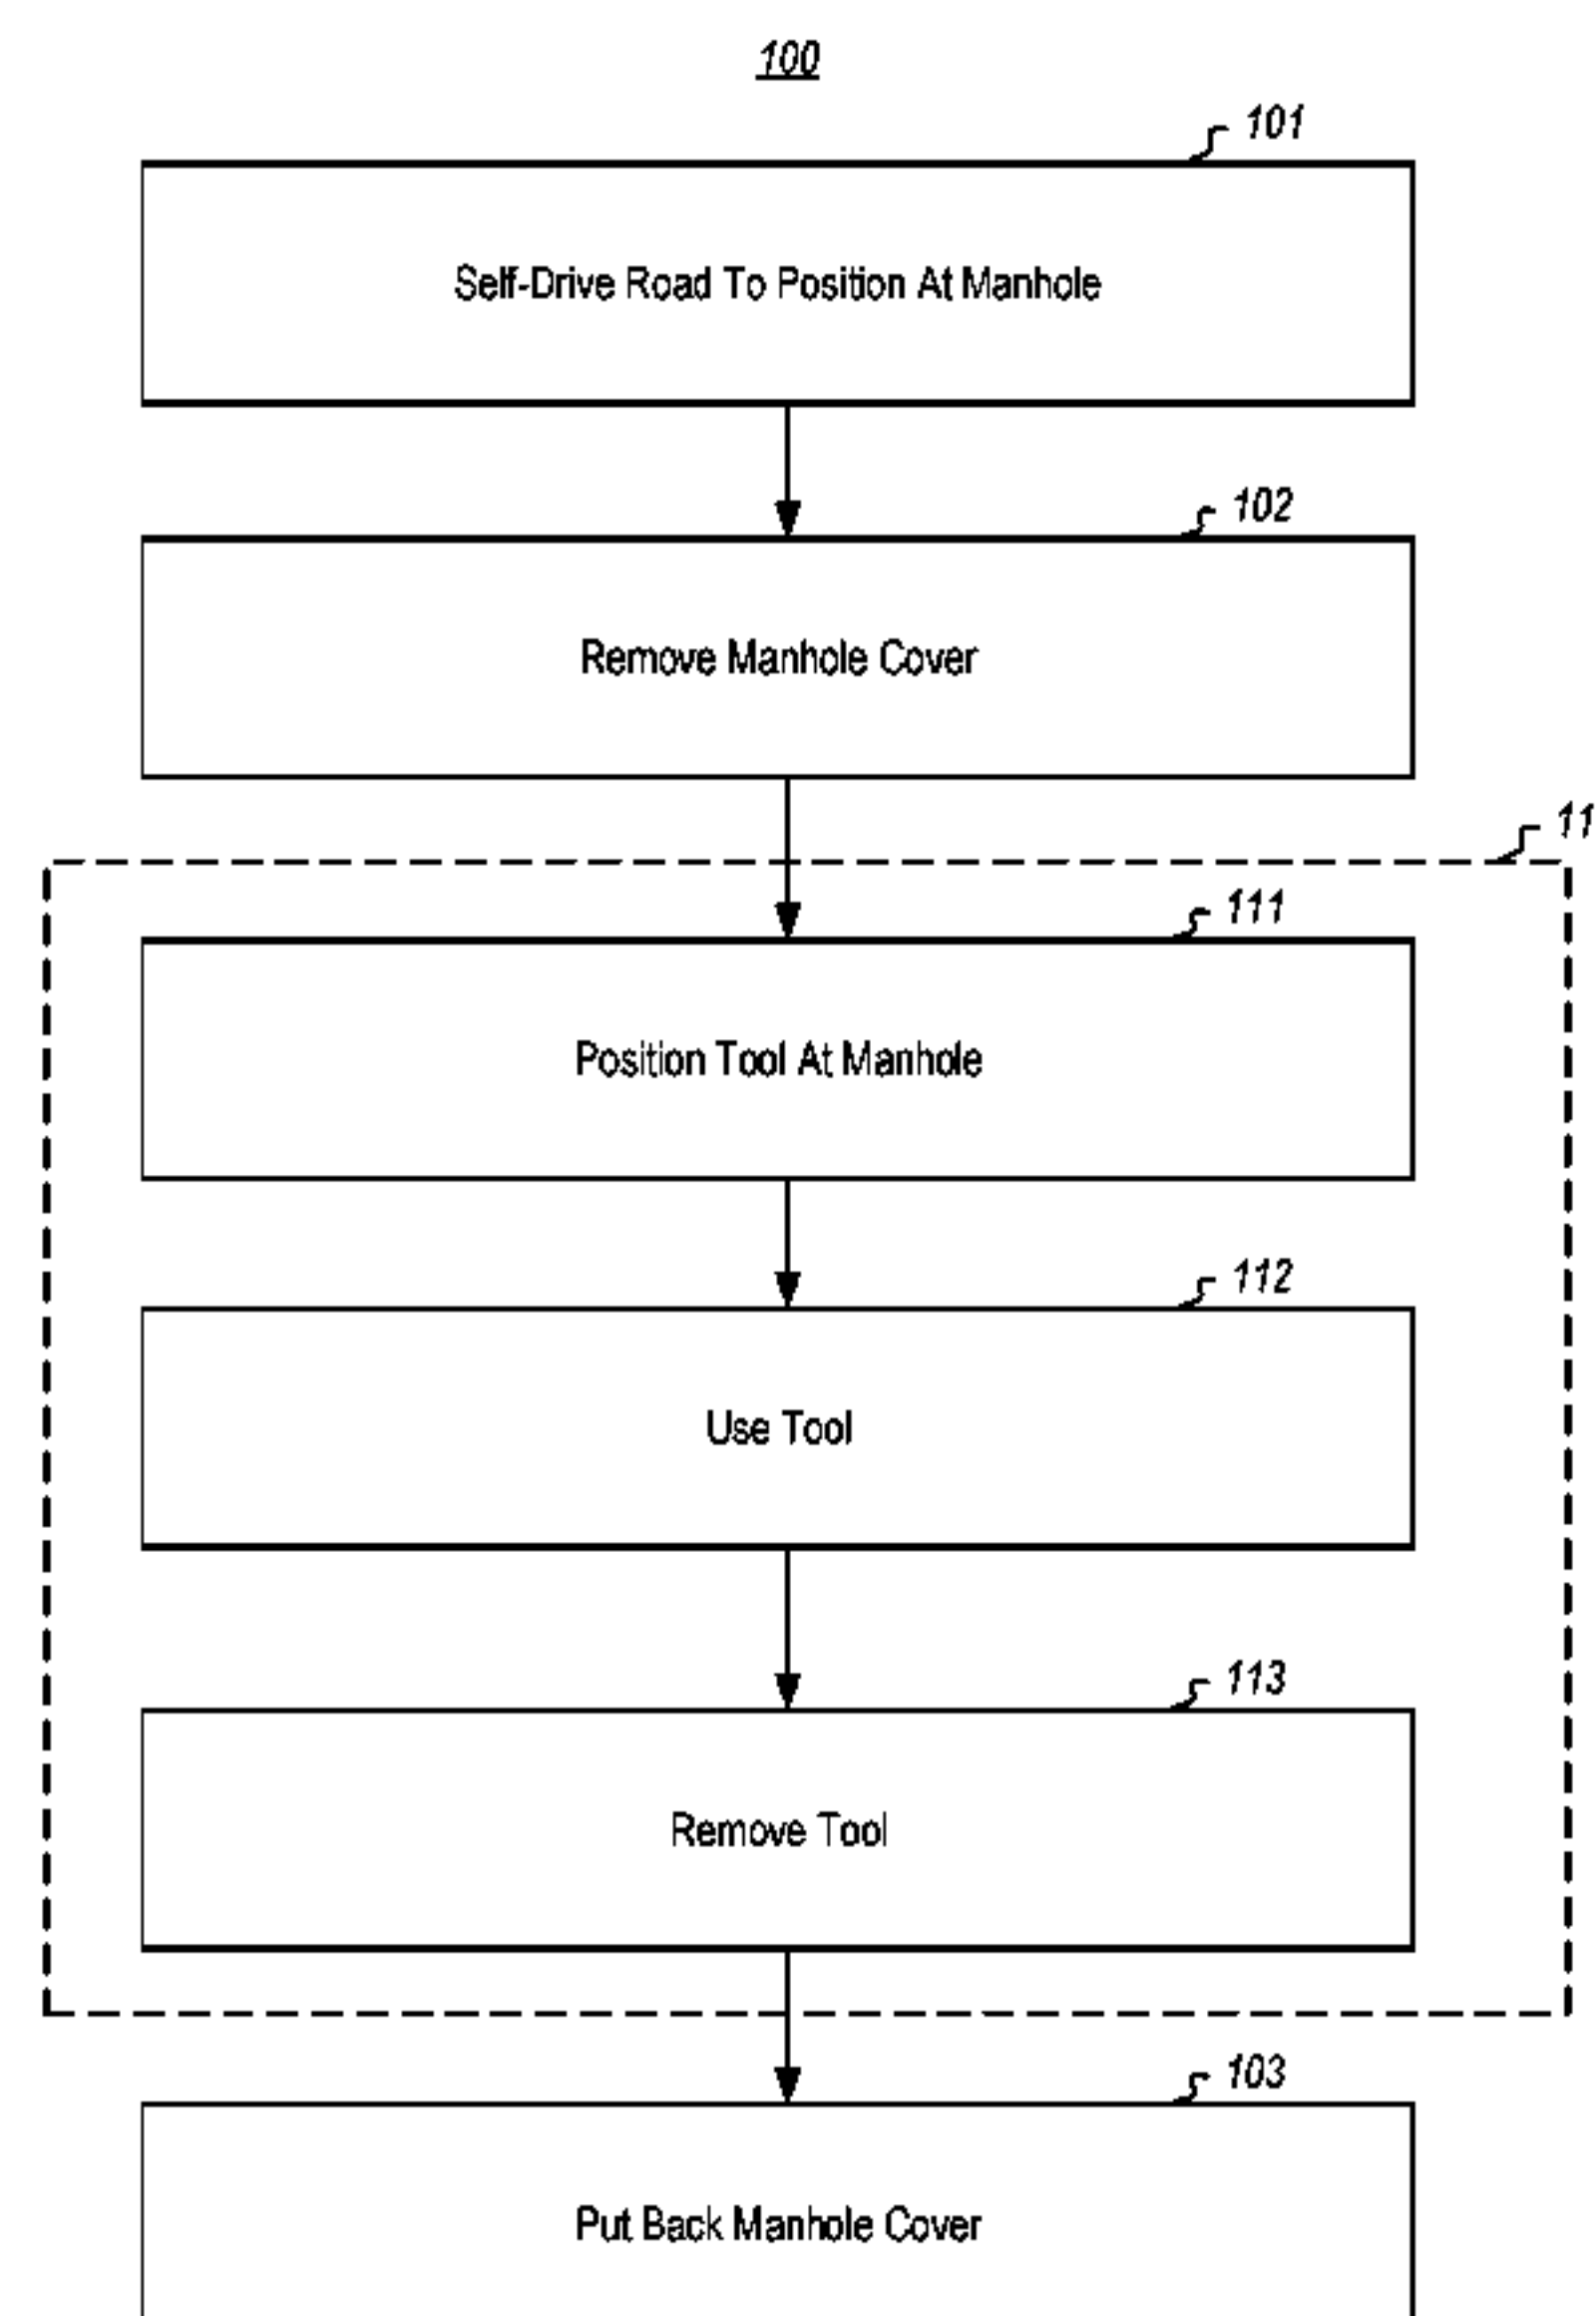 100
101
Self-Drive Road To Position At Manhole
102
Remove Manhole Cover
11
111
Position Tool At Manhole
112
Use Tool
113
Remove Tool
103
Put Back Manhole Cover